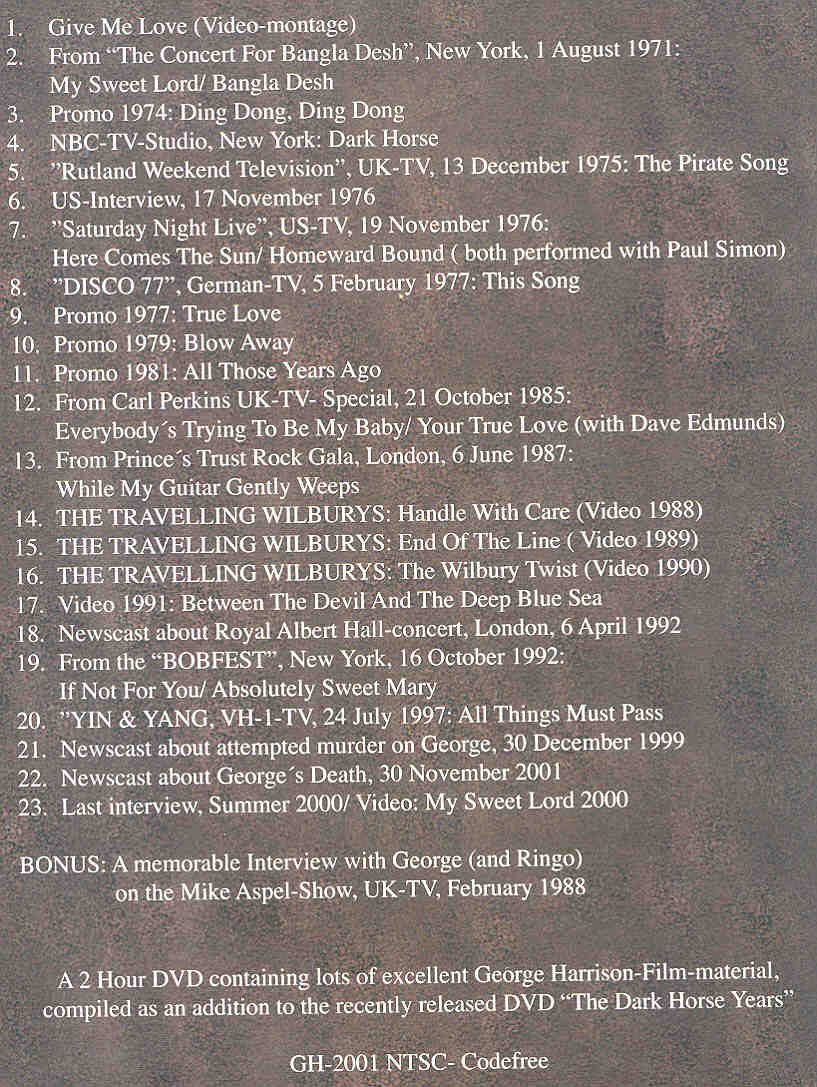 1. Give Me Love (Video-montage)
2. From “The Concert For Bangla Desh”, New York, 1 August 1971:
My Sweet Lord/ Bangla Desh
3. Promo 1974: Ding Dong, Ding Dong
4. NBC-TV-Studio, New York: Dark Horse
5. ”Rutland Weekend Television”, UK-TV, 13 December 1975: The Pirate Song
6. US-Interview, 17 November 1976
7. ”Saturday Night Live”, US-TV, 19 November 1976:
Here Comes The Sun/ Homeward Bound ( both performed with Paul Simon)
8. ”DISCO 77”, German-TV, 5 February 1977: This Song
9. Promo 1977: True Love
10. Promo 1979: Blow Away
11. Promo 1981: All Those Years Ago
12. From Carl Perkins UK-TV- Special, 21 October 1985:
Everybody´s Trying To Be My Baby/ Your True Love (with Dave Edmunds)
13. From Prince´s Trust Rock Gala, London, 6 June 1987:
While My Guitar Gently Weeps
14. THE TRAVELLING WILBURYS: Handle With Care (Video 1988)
15. THE TRAVELLING WILBURYS: End Of The Line ( Video 1989)
16. THE TRAVELLING WILBURYS: The Wilbury Twist (Video 1990)
17. Video 1991: Between The Devil And The Deep Blue Sea
18. Newscast about Royal Albert Hall-concert, London, 6 April 1992
19. From the “BOBFEST”, New York, 16 October 1992:
If Not For You/ Absolutely Sweet Mary
20. ”YIN & YANG, VH-1-TV, 24 July 1997: All Things Must Pass
21. Newscast about attempted murder on George, 30 December 1999
22. Newscast about George´s Death, 30 November 2001
23. Last interview, Summer 2000/ Video: My Sweet Lord 2000
BONUS: A memorable Interview with George (and Ringo)
on the Mike Aspel-Show, UK-TV, February 1988
A 2 Hour DVD containing lots of excellent George Harrison-Film-material,
compiled as an addition to the recently released DVD “The Dark Horse Years”
GH-2001 NTSC- Codefree